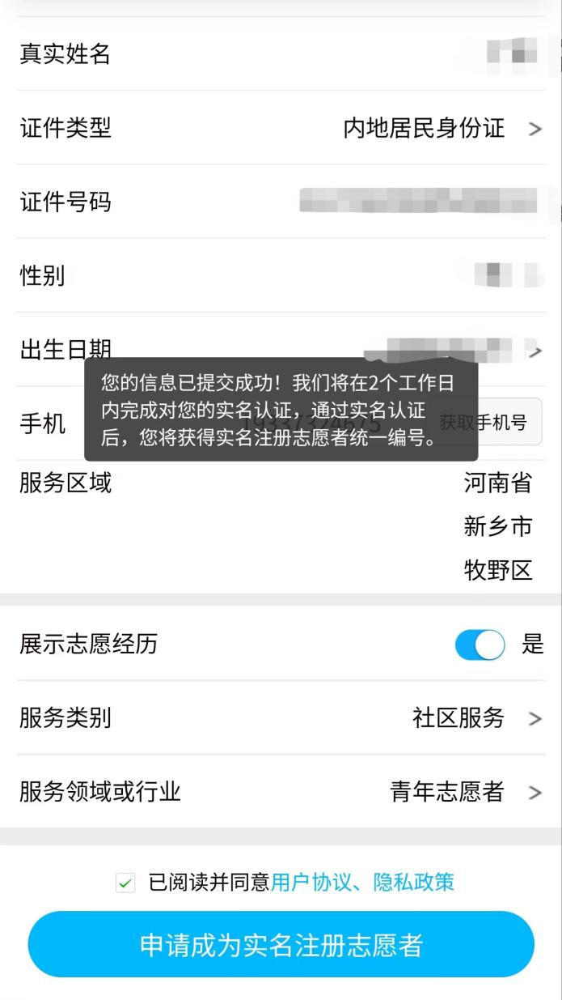 真实姓名
证件类型 内地居民身份证 >
证件号码
性别
出生日期 >
您的信息已提交成功！我们将在2个工作日
内完成对您的实名认证，通过实名认证
后，您将获得实名注册志愿者统一编号。
手机 获取手机号
服务区域 河南省
新乡市
牧野区
展示志愿经历 是
服务类别 社区服务 >
服务领域或行业 青年志愿者 >
已阅读并同意用户协议、隐私政策
申请成为实名注册志愿者